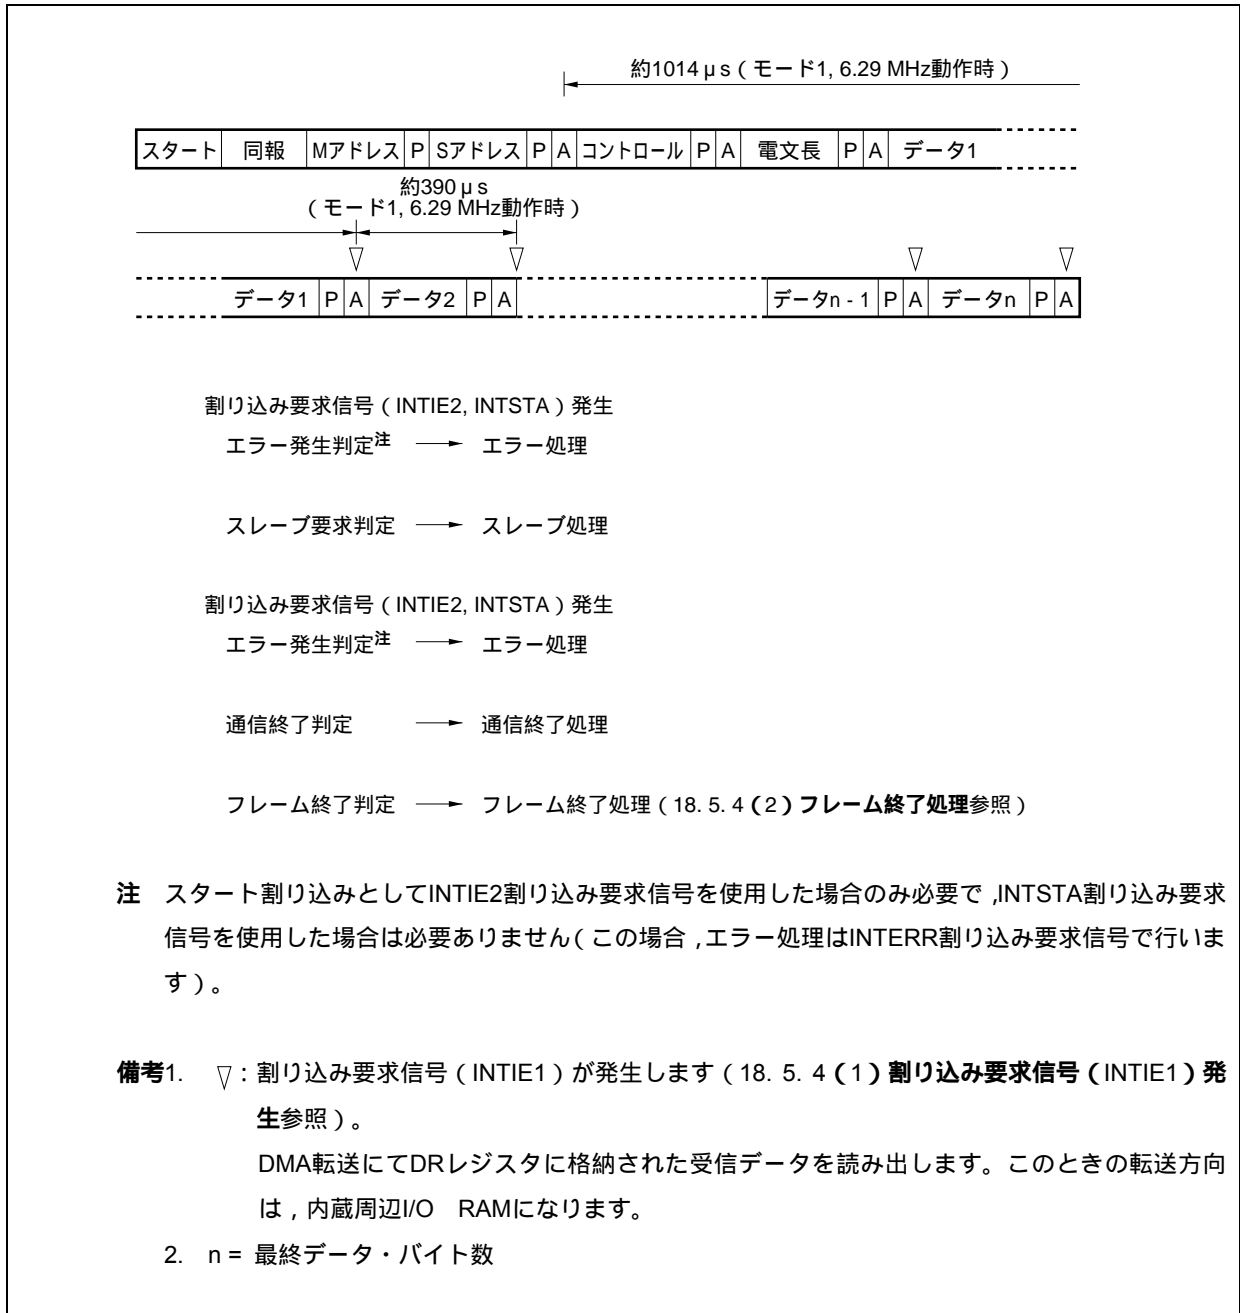 約1014 μs（モード1, 6.29 MHz動作時）
スタート 同報 Mアドレス P Sアドレス P A コントロール P A 電文長 P A データ1
約390 μs
（モード1, 6.29 MHz動作時）
▽ ▽ ▽ ▽
データ1 P A データ2 P A データn - 1 P A データn P A
割り込み要求信号（INTIE2, INTSTA）発生
エラー発生判定注 → エラー処理
スレーブ要求判定 → スレーブ処理
割り込み要求信号（INTIE2, INTSTA）発生
エラー発生判定注 → エラー処理
通信終了判定 → 通信終了処理
フレーム終了判定 → フレーム終了処理（18. 5. 4（2）フレーム終了処理参照）
注 スタート割り込みとしてINTIE2割り込み要求信号を使用した場合のみ必要で，INTSTA割り込み要求
信号を使用した場合は必要ありません（この場合，エラー処理はINTERR割り込み要求信号で行いま
す）。
備考1. ▽：割り込み要求信号（INTIE1）が発生します（18. 5. 4（1）割り込み要求信号（INTIE1）発
生参照）。
DMA転送にてDRレジスタに格納された受信データを読み出します。このときの転送方向
は，内蔵周辺I/O　RAMになります。
2. n = 最終データ・バイト数